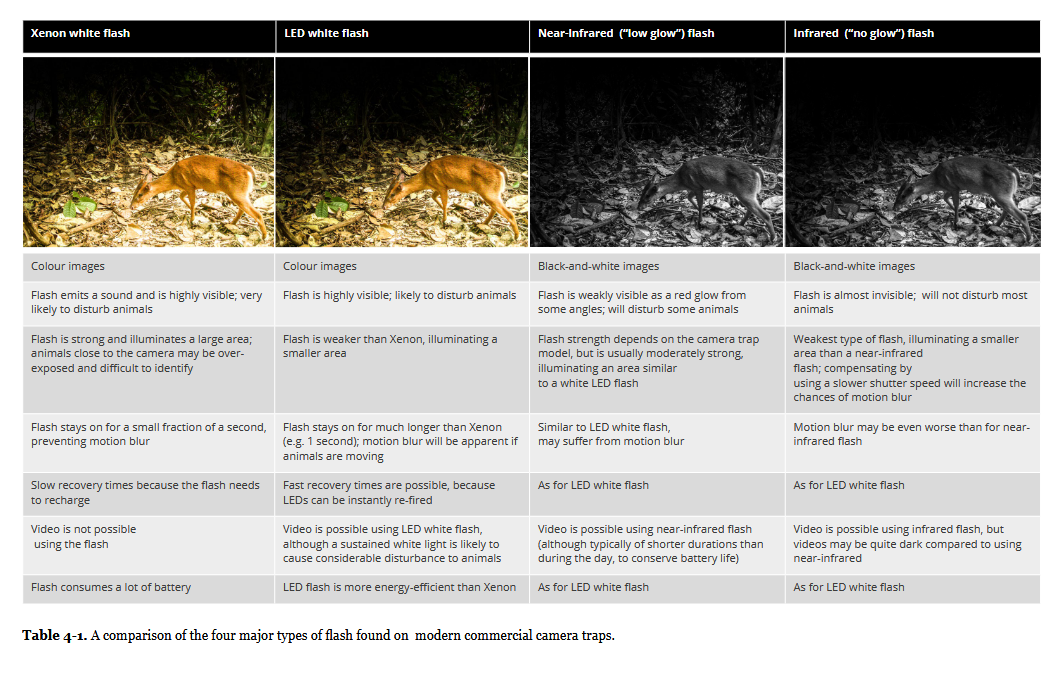 Xenon white flash
LED white flash
Near-Infrared (“low glow”) flash
Infrared (“no glow”) flash
Colour images
Colour images
Black-and-white images
Black-and-white images
Flash emits a sound and is highly visible; very
likely to disturb animals
Flash is highly visible; likely to disturb animals
Flash is weakly visible as a red glow from
some angles; will disturb some animals
Flash is almost invisible; will not disturb most
animals
Flash is strong and illuminates a large area;
animals close to the camera may be over-
exposed and difficult to identify
Flash is weaker than Xenon, illuminating a
smaller area
Flash strength depends on the camera trap
model, but is usually moderately strong,
illuminating an area similar
to a white LED flash
Weakest type of flash, illuminating a smaller
area than a near-infrared
flash; compensating by
using a slower shutter speed will increase the
chances of motion blur
Flash stays on for a small fraction of a second,
preventing motion blur
Flash stays on for much longer than Xenon
(e.g. 1 second); motion blur will be apparent if
animals are moving
Similar to LED white flash,
may suffer from motion blur
Motion blur may be even worse than for near-
infrared flash
Slow recovery times because the flash needs
to recharge
Fast recovery times are possible, because
LEDs can be instantly re-fired
As for LED white flash
As for LED white flash
Video is not possible
using the flash
Video is possible using LED white flash,
although a sustained white light is likely to
cause considerable disturbance to animals
Video is possible using near-infrared flash
(although typically of shorter durations than
during the day, to conserve battery life)
Video is possible using infrared flash, but
videos may be quite dark compared to using
near-infrared
Flash consumes a lot of battery
LED flash is more energy-efficient than Xenon
As for LED white flash
As for LED white flash
Table 4-1. A comparison of the four major types of flash found on modern commercial camera traps.